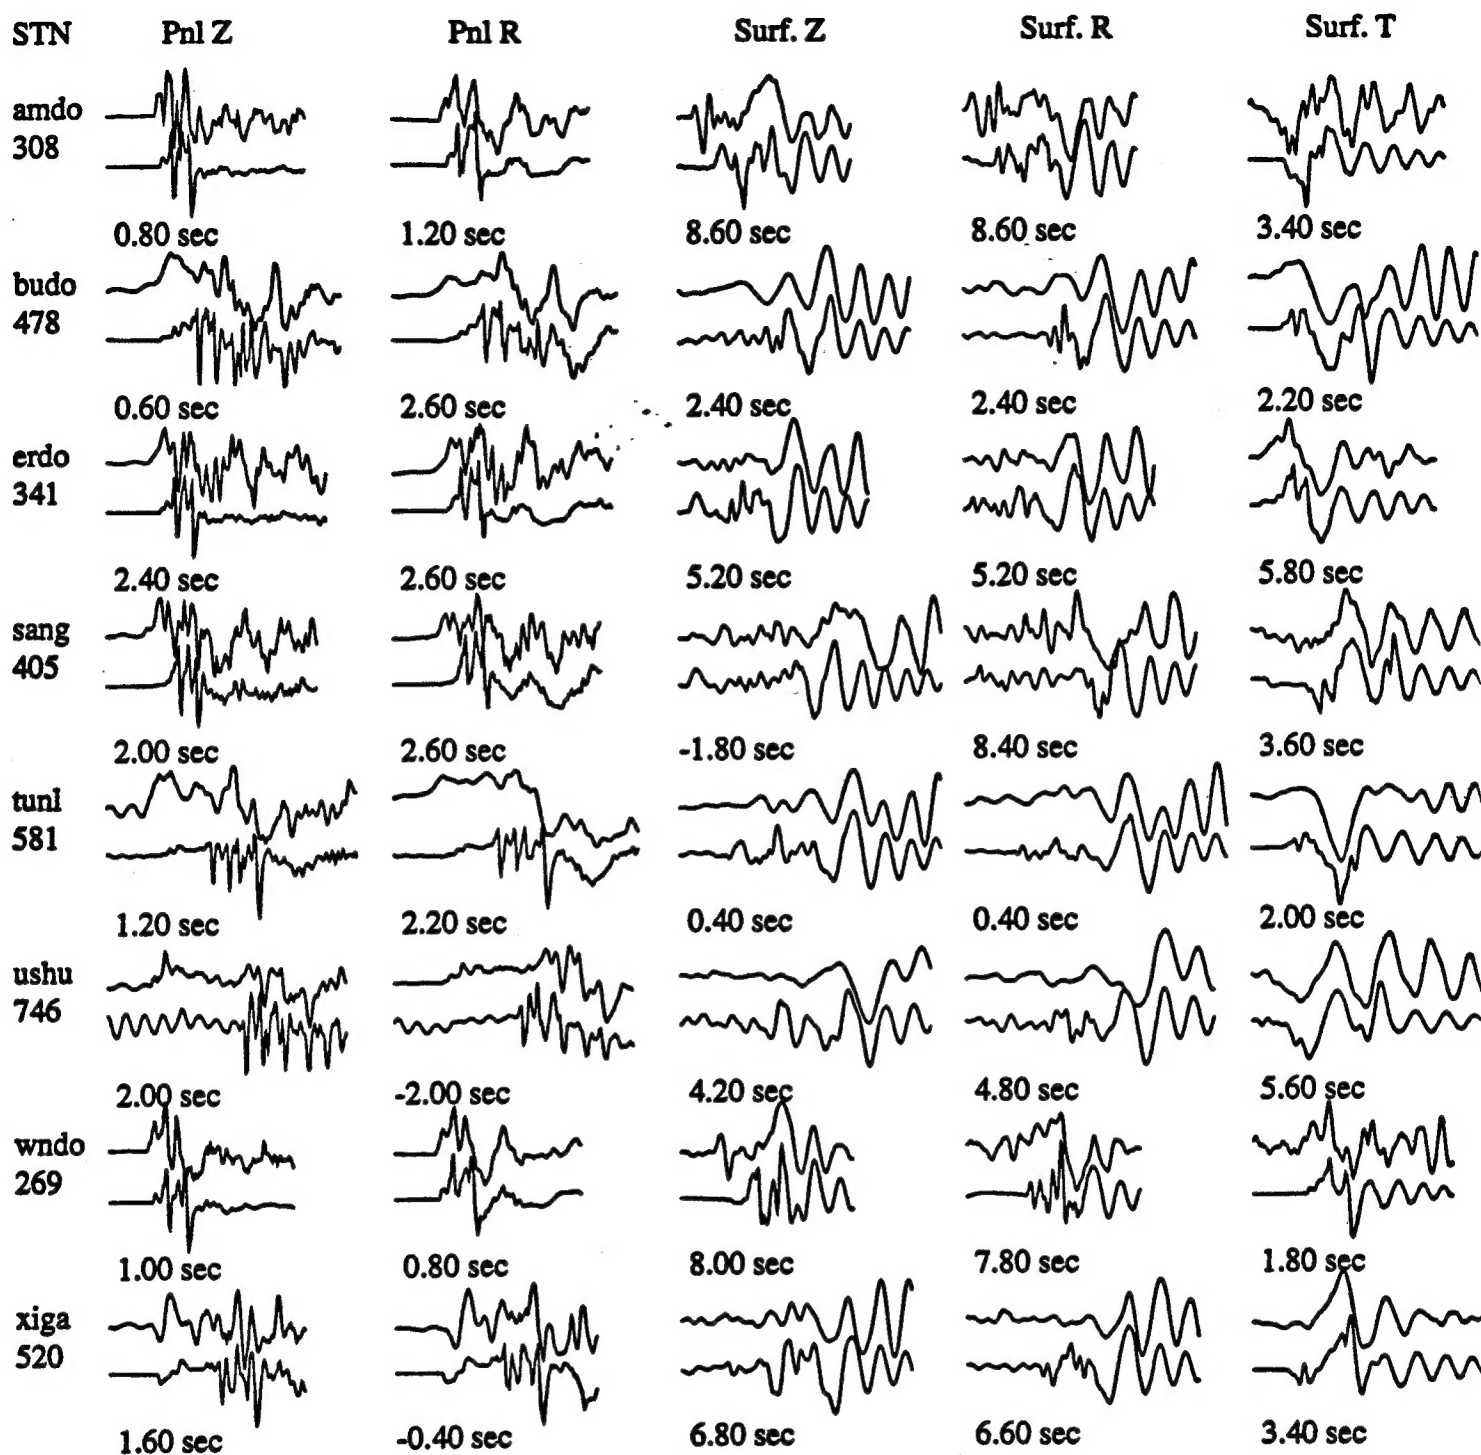 STN Pnl Z Pnl R Surf. Z Surf. R Surf. T
amdo
308
0.80 sec 1.20 sec 8.60 sec 8.60 sec 3.40 sec
budo
478
0.60 sec 2.60 sec 2.40 sec 2.40 sec 2.20 sec
erdo
341
2.40 sec 2.60 sec 5.20 sec 5.20 sec 5.80 sec
sang
405
2.00 sec 2.60 sec -1.80 sec 8.40 sec 3.60 sec
tunl
581
1.20 sec 2.20 sec 0.40 sec 0.40 sec 2.00 sec
ushu
746
2.00 sec -2.00 sec 4.20 sec 4.80 sec 5.60 sec
wndo
269
1.00 sec 0.80 sec 8.00 sec 7.80 sec 1.80 sec
xiga
520
1.60 sec -0.40 sec 6.80 sec 6.60 sec 3.40 sec